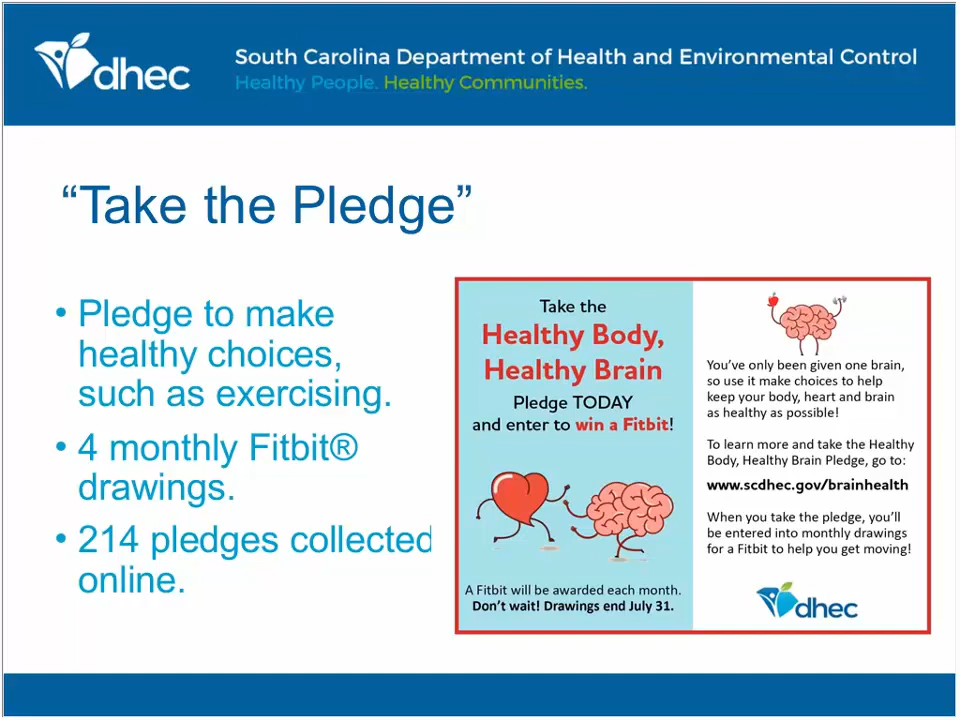 dhec
South Carolina Department of Health and Environmental Control
Healthy People. Healthy Communities.
“Take the Pledge”
• Pledge to make
healthy choices,
such as exercising.
• 4 monthly Fitbit®
drawings.
• 214 pledges collected
online.
Take the
Healthy Body,
Healthy Brain
Pledge TODAY
and enter to win a Fitbit!
A Fitbit will be awarded each month.
Don’t wait! Drawings end July 31.
You’ve only been given one brain,
so use it make choices to help
keep your body, heart and brain
as healthy as possible!
To learn more and take the Healthy
Body, Healthy Brain Pledge, go to:
www.scdhec.gov/brainhealth
When you take the pledge, you’ll
be entered into monthly drawings
for a Fitbit to help you get moving!
dhec